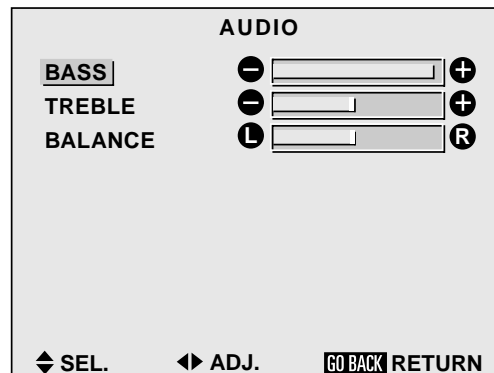 AUDIO
BASS − +
TREBLE − +
BALANCE L R
SEL. ADJ. GO BACK RETURN